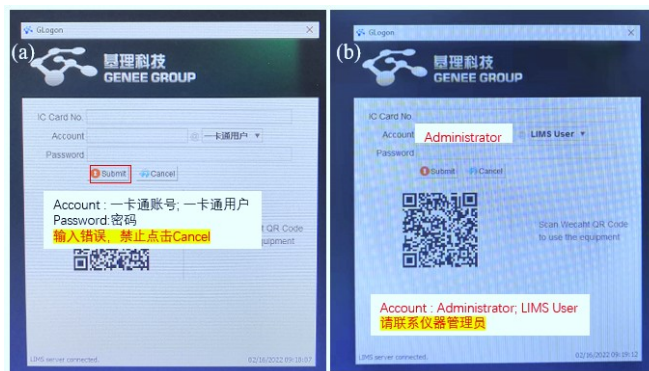 GLogon
(a)
基理科技
GENEE GROUP
IC Card No.
Account
@ 一卡通用户
Password
Submit
Cancel
Account : 一卡通账号; 一卡通用户
Password:密码
输入错误，禁止点击Cancel
QR Code
LIMS server connected.
02/16/2022 09:18:07
GLogon
(b)
基理科技
GENEE GROUP
IC Card No.
Account
Administrator
@ LIMS User
Password
Submit
Cancel
Scan Wecaht QR Code
to use the equipment
Account : Administrator; LIMS User
请联系仪器管理员
LIMS server connected.
02/16/2022 09:19:12